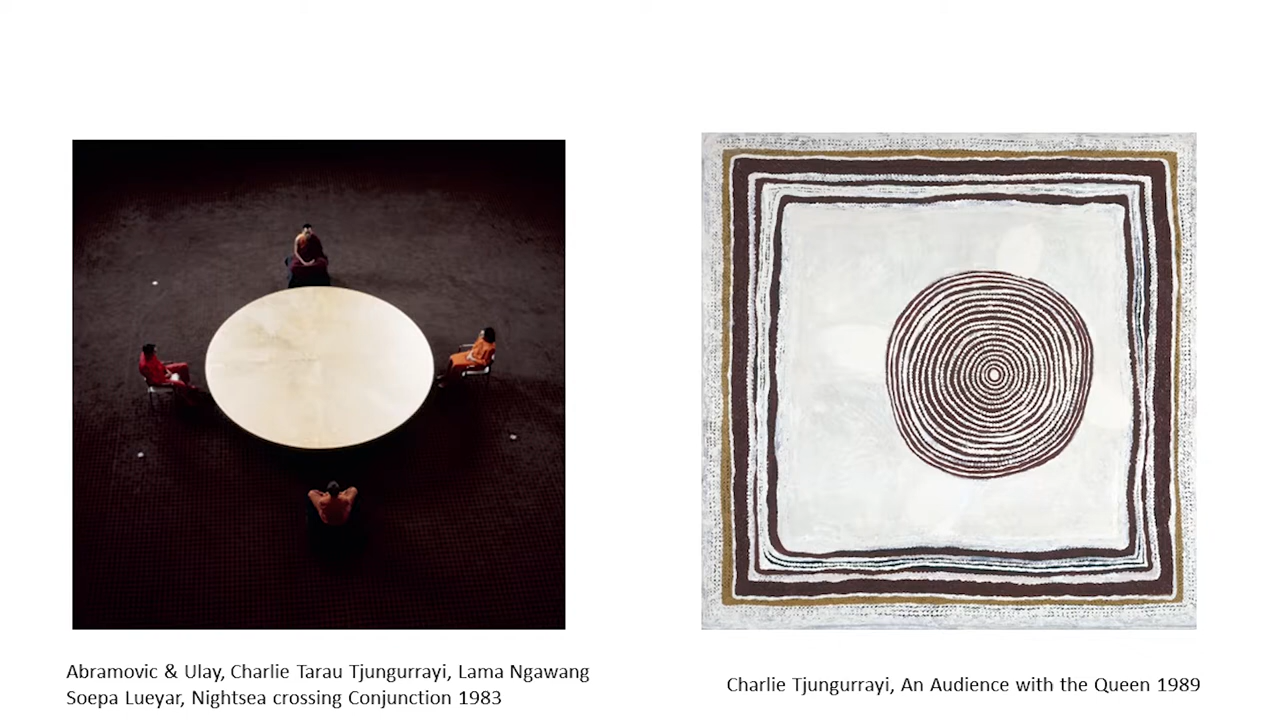 Abramovic & Ulay, Charlie Tarau Tjungurrayi, Lama Ngawang
Soepa Lueyar, Nightsea crossing Conjunction 1983
Charlie Tjungurrayi, An Audience with the Queen 1989